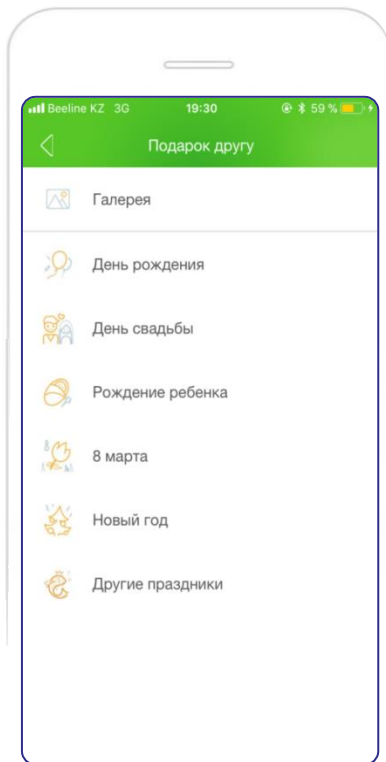 Beeline KZ 3G 19:30 59 %
Подарок другу
Галерея
День рождения
День свадьбы
Рождение ребенка
8 марта
Новый год
Другие праздники